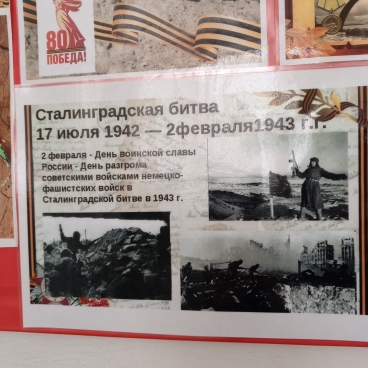 80
ПОБЕДА!
Сталинградская битва
17 июля 1942 — 2февраля1943 г.г.
2 февраля - День воинской славы
России - День разгрома
советскими войсками немецко-
фашистских войск в
Сталинградской битве в 1943 г.